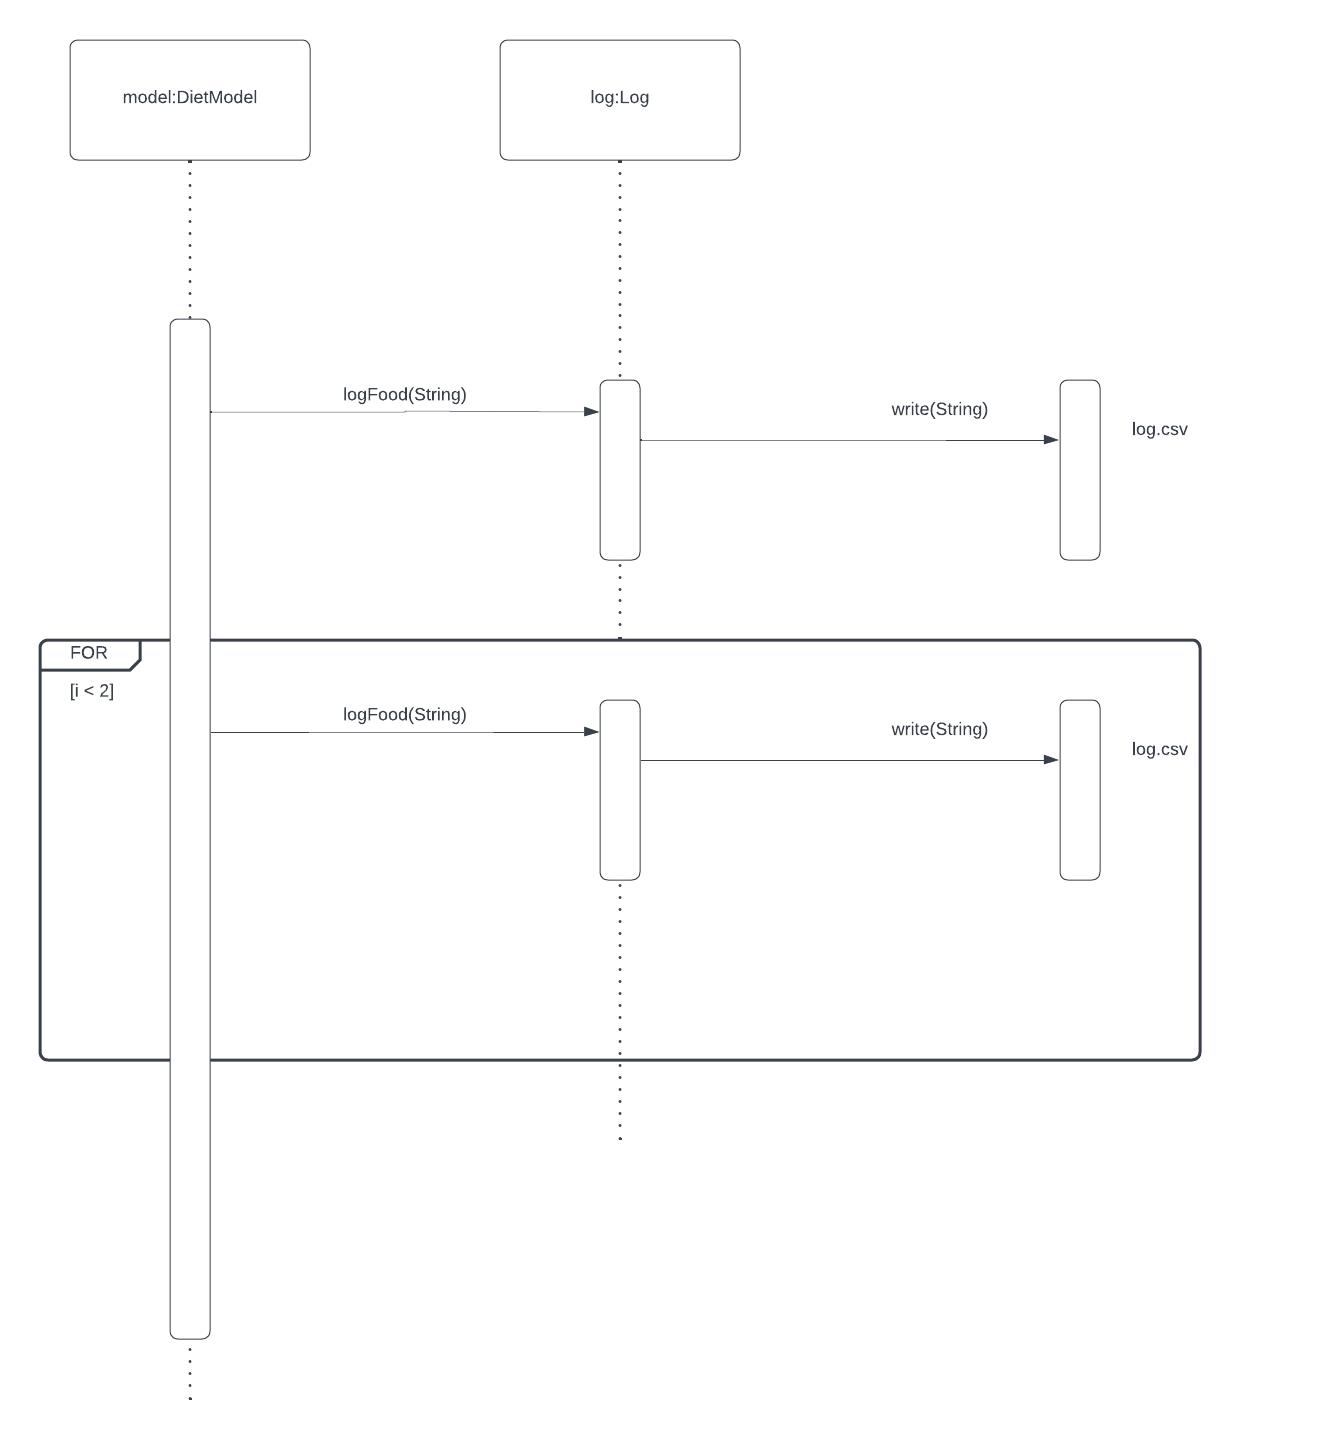 model:DietModel
log:Log
logFood(String)
write(String)
log.csv
FOR
[i < 2]
logFood(String)
write(String)
log.csv